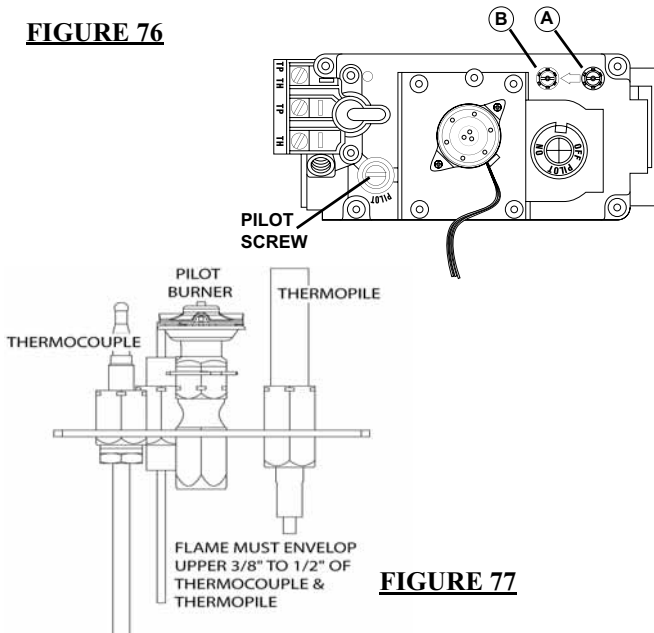 FIGURE 76
B
A
TP TH
TP
TH
PILOT
OFF PILOT
ON
PILOT
SCREW
PILOT
BURNER
THERMOPILE
THERMOCOUPLE
FLAME MUST ENVELOP
UPPER 3/8" TO 1/2" OF
THERMOCOUPLE &
THERMOPILE
FIGURE 77